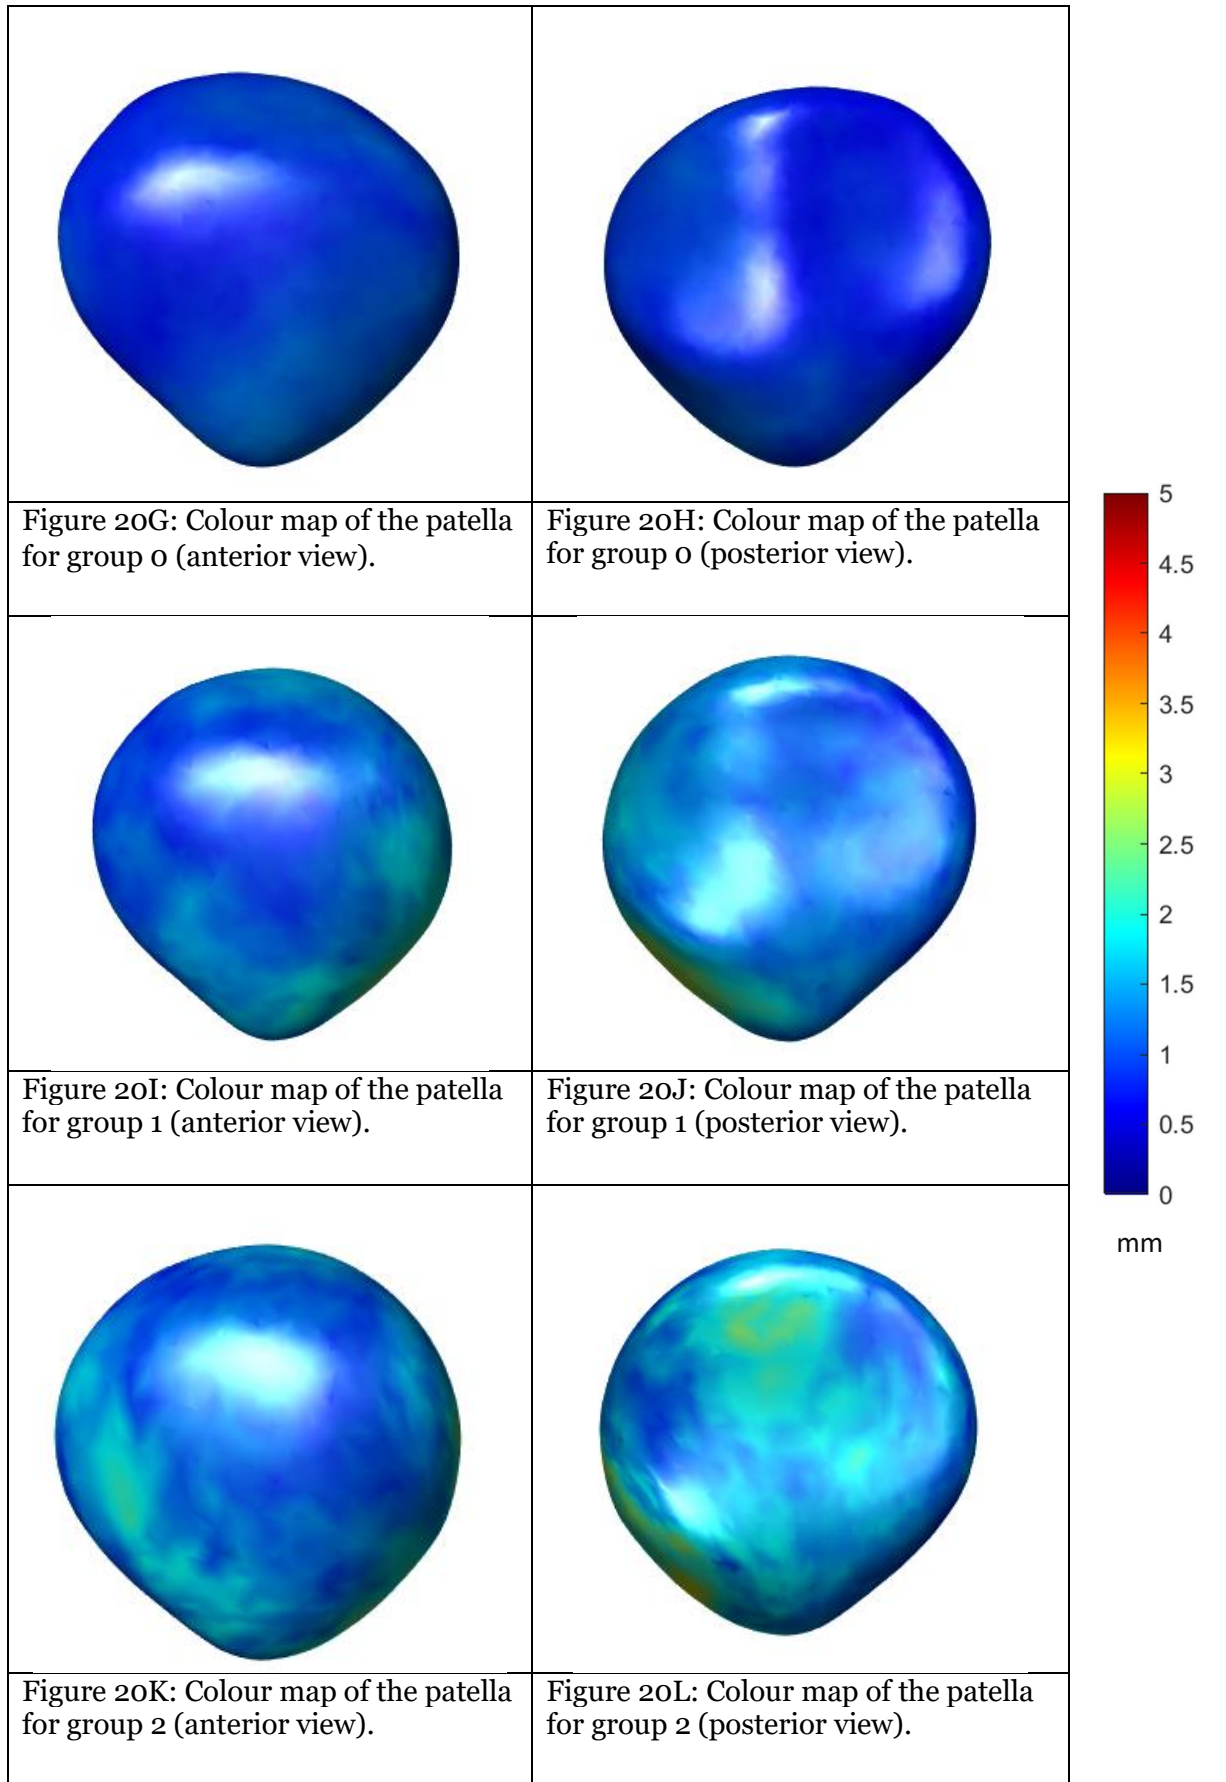 Figure 20G: Colour map of the patella
for group 0 (anterior view).
Figure 20H: Colour map of the patella
for group 0 (posterior view).
Figure 20I: Colour map of the patella
for group 1 (anterior view).
Figure 20J: Colour map of the patella
for group 1 (posterior view).
Figure 20K: Colour map of the patella
for group 2 (anterior view).
Figure 20L: Colour map of the patella
for group 2 (posterior view).
5
4.5
4
3.5
3
2.5
2
1.5
1
0.5
0
mm